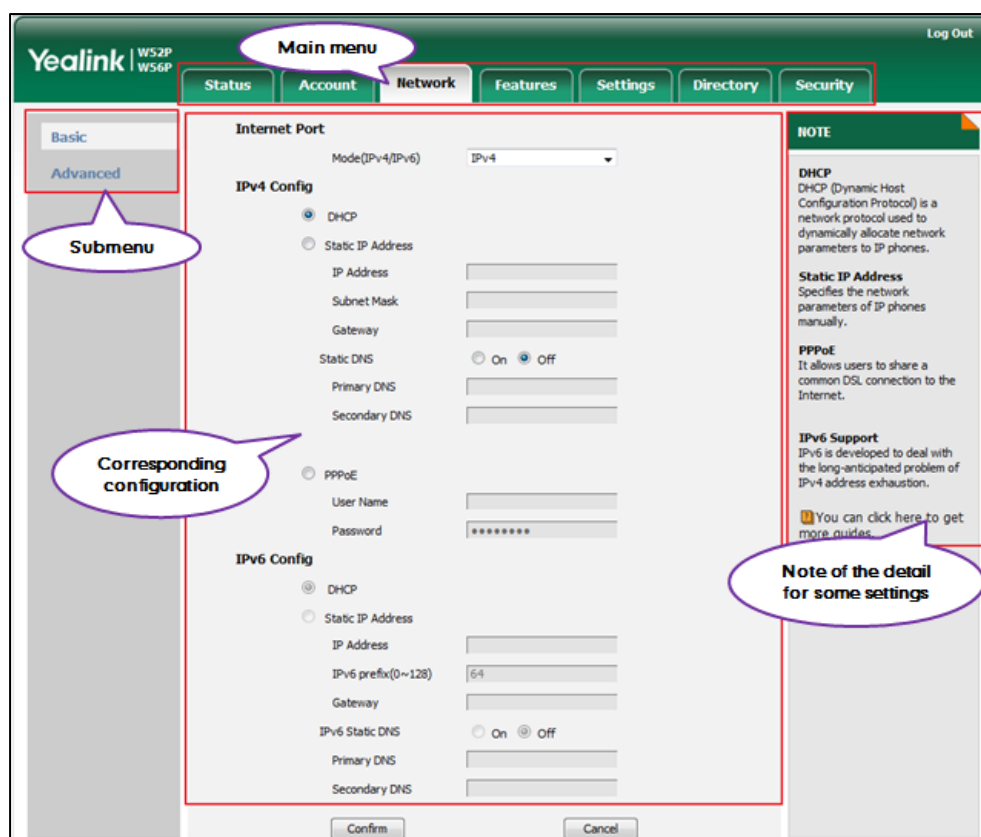 Log Out
Yealink | W52P
W56P
Main menu
Status Account Network Features Settings Directory Security
Basic
Advanced
Submenu
Internet Port
Mode(IPv4/IPv6) IPv4
IPv4 Config
DHCP
Static IP Address
IP Address
Subnet Mask
Gateway
Static DNS On Off
Primary DNS
Secondary DNS
Corresponding
configuration
PPPoE
User Name
Password ••••••••
IPv6 Config
DHCP
Static IP Address
IP Address
IPv6 prefix(0~128) 64
Gateway
IPv6 Static DNS On Off
Primary DNS
Secondary DNS
Confirm Cancel
NOTE
DHCP
DHCP (Dynamic Host
Configuration Protocol) is a
network protocol used to
dynamically allocate network
parameters to IP phones.
Static IP Address
Specifies the network
parameters of IP phones
manually.
PPPoE
It allows users to share a
common DSL connection to the
Internet.
IPv6 Support
IPv6 is developed to deal with
the long-anticipated problem of
IPv4 address exhaustion.
You can click here to get
more guides.
Note of the detail
for some settings